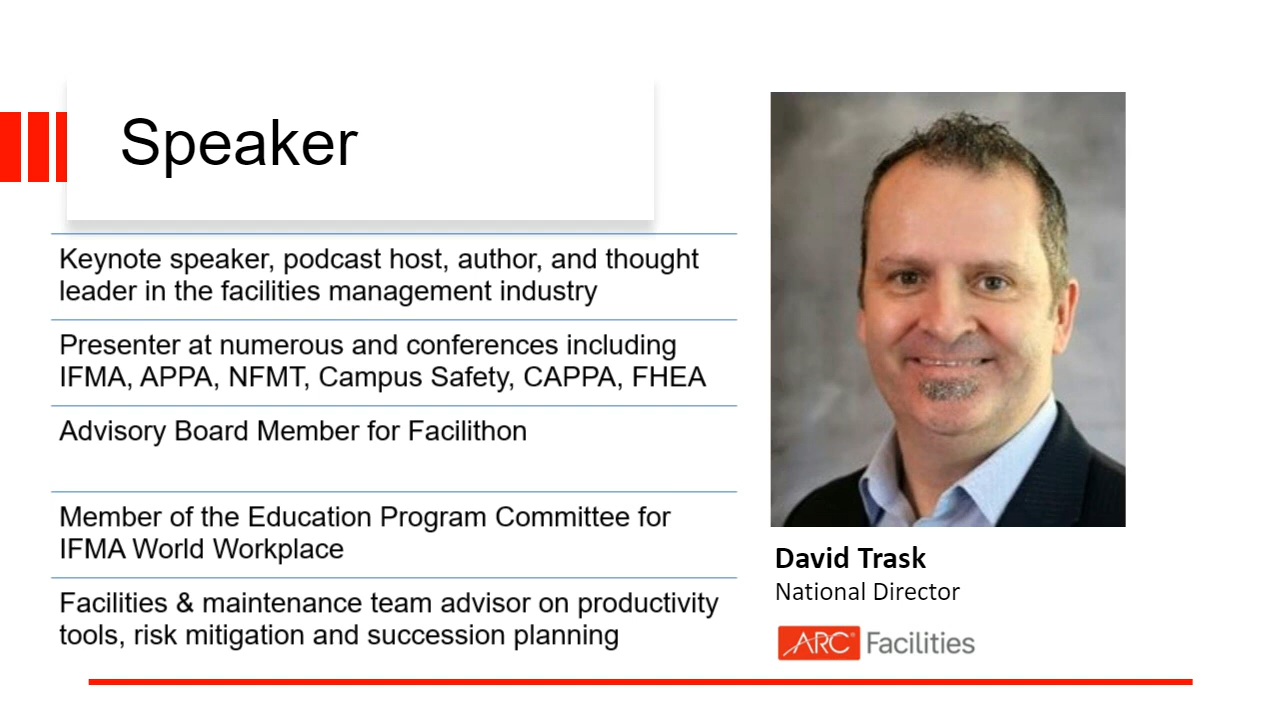 Speaker
Keynote speaker, podcast host, author, and thought
leader in the facilities management industry
Presenter at numerous and conferences including
IFMA, APPA, NFMT, Campus Safety, CAPPA, FHEA
Advisory Board Member for Facilithon
Member of the Education Program Committee for
IFMA World Workplace
Facilities & maintenance team advisor on productivity
tools, risk mitigation and succession planning
David Trask
National Director
ARC® Facilities